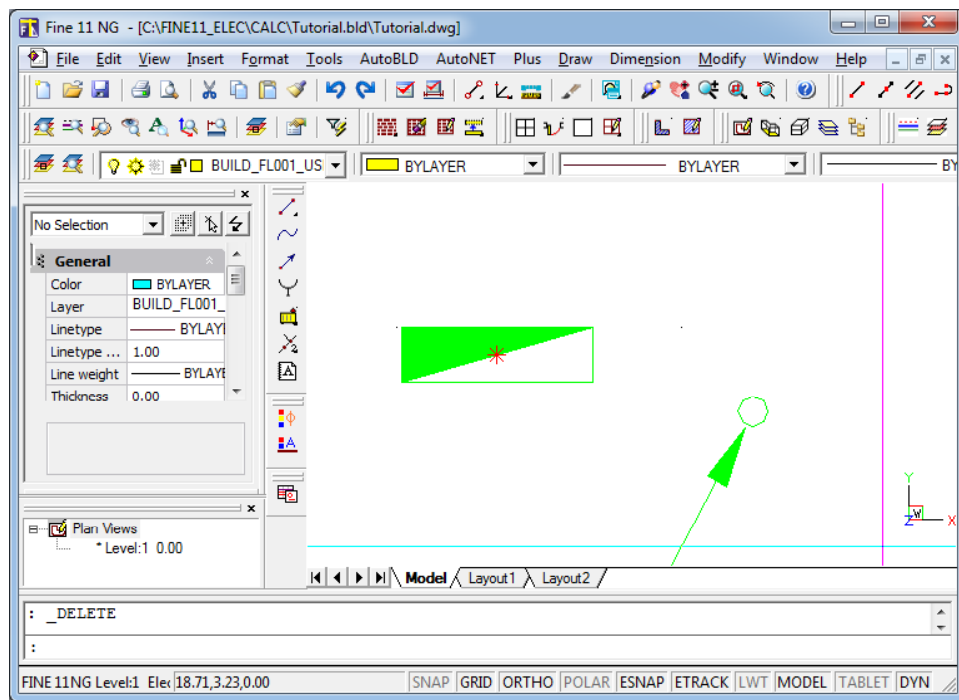 Fine 11 NG - [C:\FINE11_ELEC\CALC\Tutorial.bld\Tutorial.dwg]
File Edit View Insert Format Tools AutoBLD AutoNET Plus Draw Dimension Modify Window Help
BUILD_FL001_US BYLAYER BYLAYER BY
No Selection
General
Color BYLAYER
Layer BUILD_FL001_
Linetype BYLAYE
Linetype ... 1.00
Line weight BYLAYE
Thickness 0.00
Plan Views
* Level:1 0.00
Y
W
Z X
Model Layout1 Layout2
: _DELETE
:
FINE 11NG Level:1 Elec 18.71,3.23,0.00 SNAP GRID ORTHO POLAR ESNAP ETRACK LWT MODEL TABLET DYN